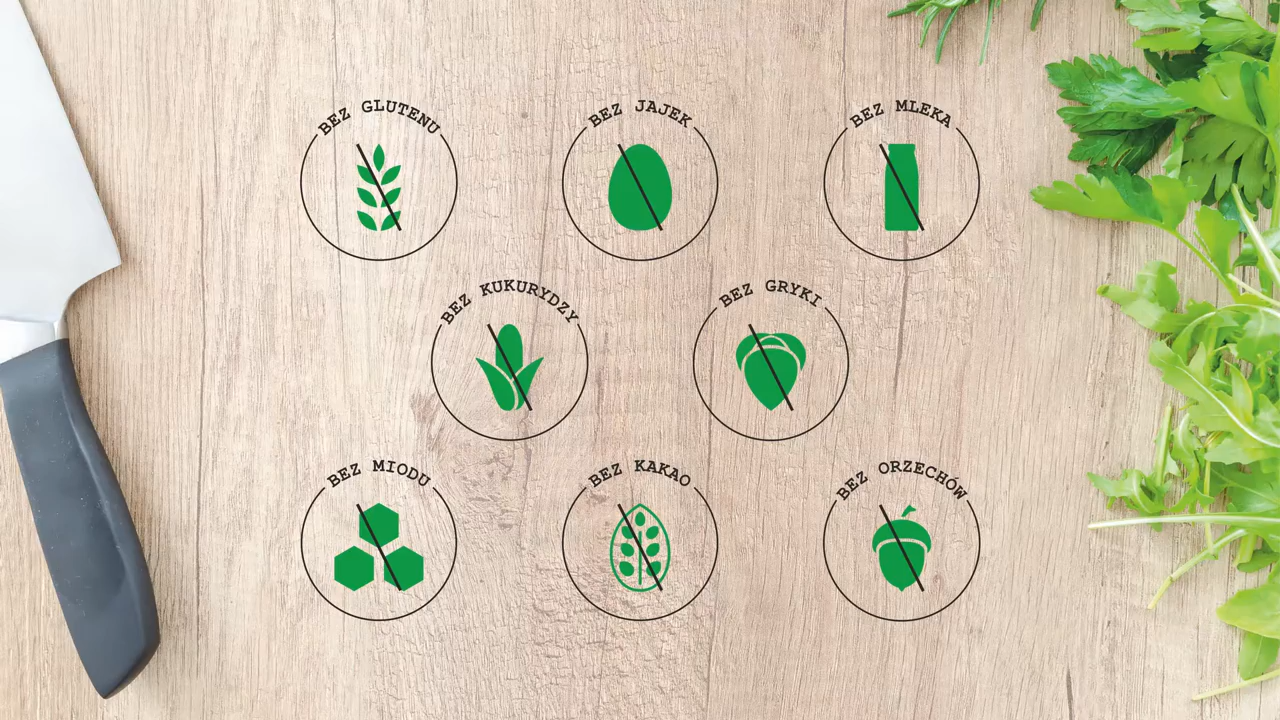 BEZ GLUTENU
BEZ JAJEK
BEZ MLEKA
BEZ KUKURYDZY
BEZ GRYKI
BEZ MIODU
BEZ KAKAO
BEZ ORZECHÓW